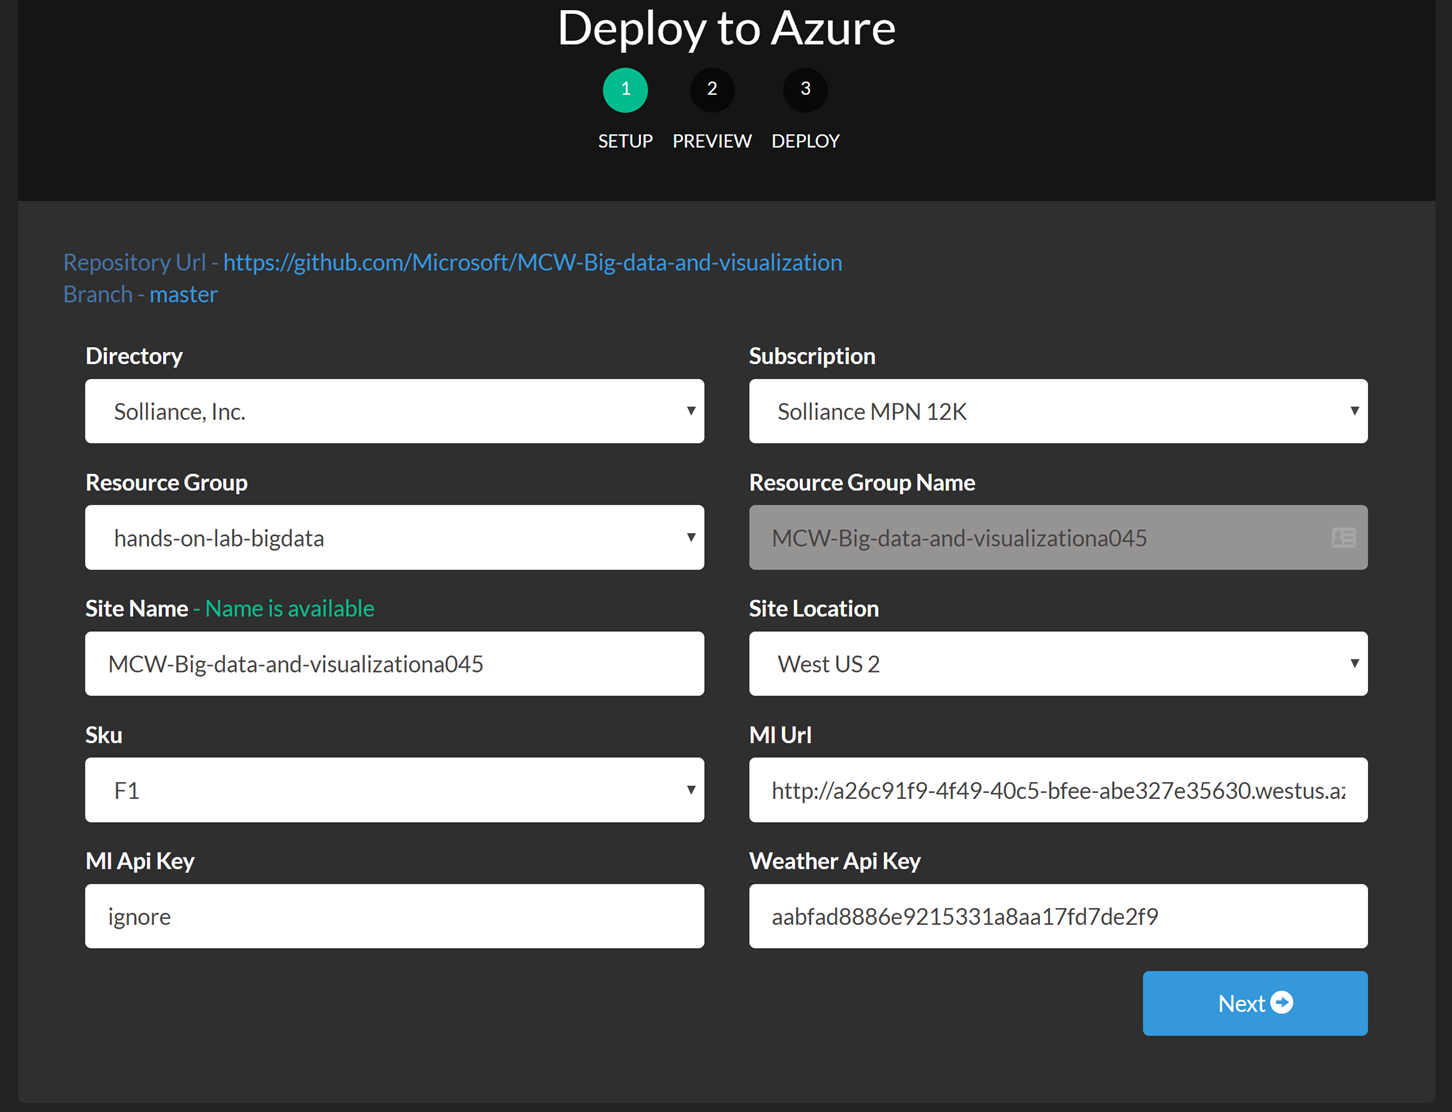 Deploy to Azure
1 2 3
SETUP PREVIEW DEPLOY
Repository Url - https://github.com/Microsoft/MCW-Big-data-and-visualization
Branch - master
Directory
Solliance, Inc.
Subscription
Solliance MPN 12K
Resource Group
hands-on-lab-bigdata
Resource Group Name
MCW-Big-data-and-visualizationa045
Site Name - Name is available
MCW-Big-data-and-visualizationa045
Site Location
West US 2
Sku
F1
Ml Url
http://a26c91f9-4f49-40c5-bfee-abe327e35630.westus.az
Ml Api Key
ignore
Weather Api Key
aabfad8886e9215331a8aa17fd7de2f9
Next